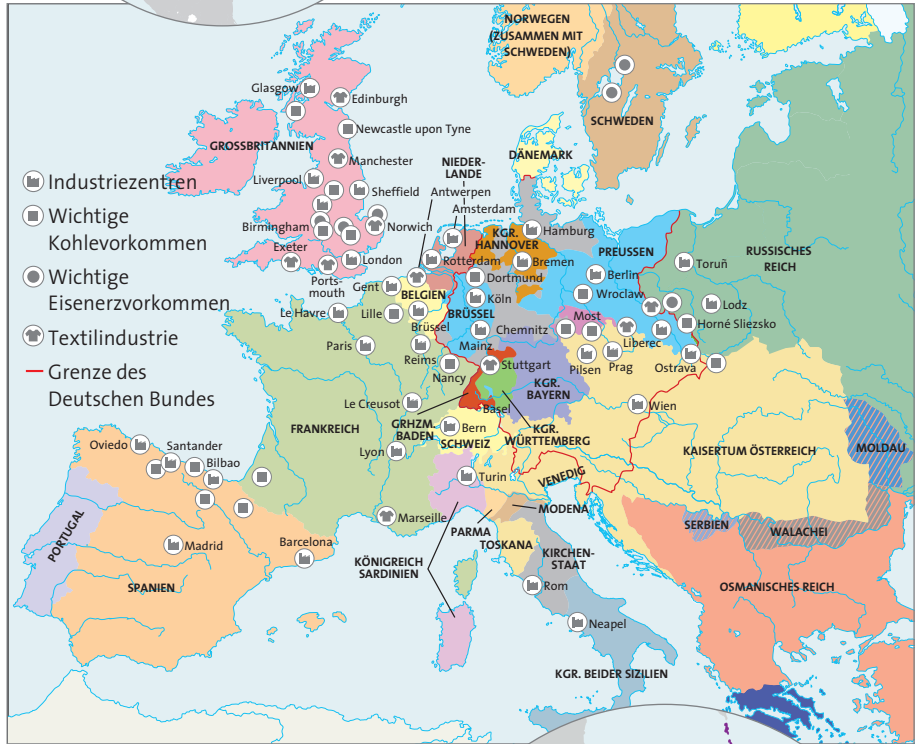 NORWEGEN
(ZUSAMMEN MIT
SCHWEDEN)
SCHWEDEN
Glasgow
Edinburgh
Newcastle upon Tyne
GROSSBRITANNIEN
Manchester
Liverpool
Sheffield
Birmingham
Norwich
Exeter
Ports-
mouth
London
Industriezentren
Wichtige
Kohlevorkommen
Wichtige
Eisenerzvorkommen
Textilindustrie
Grenze des
Deutschen Bundes
DÄNEMARK
NIEDER-
LANDE
Antwerpen
Amsterdam
Rotterdam
KGR.
HANNOVER
Hamburg
Bremen
PREUSSEN
Berlin
Wroclaw
Toruñ
RUSSISCHES
REICH
Lodz
Horné Sliezsko
Dortmund
Köln
BRÜSSEL
Mainz
Chemnitz
Most
Liberec
Pilsen
Prag
Ostrava
Gent
BELGIEN
Brüssel
Le Havre
Lille
Paris
Reims
Nancy
Stuttgart
KGR.
BAYERN
Wien
Le Creusot
FRANKREICH
GRHZM.
BADEN
Basel
KGR.
WÜRTTEMBERG
Bern
SCHWEIZ
Lyon
KAISERTUM ÖSTERREICH
MOLDAU
Turin
VENEDIG
MODENA
PARMA
TOSKANA
Marseille
KÖNIGREICH
SARDINIEN
KIRCHEN-
STAAT
Rom
Neapel
KGR. BEIDER SIZILIEN
SERBIEN
WALACHEI
OSMANISCHES REICH
Oviedo
Santander
Bilbao
PORTUGAL
Madrid
Barcelona
SPANIEN